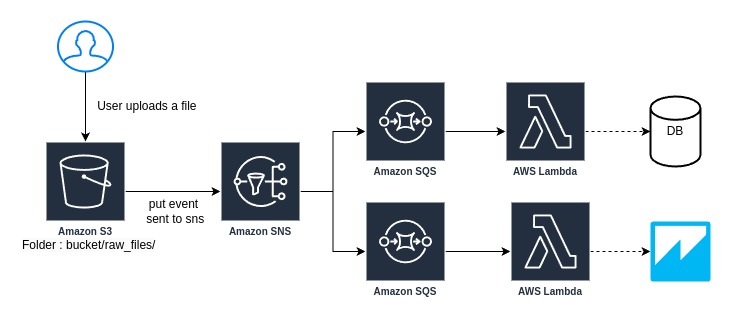 User uploads a file
Amazon S3
Folder : bucket/raw_files/
put event
sent to sns
Amazon SNS
Amazon SQS
AWS Lambda
DB
Amazon SQS
AWS Lambda